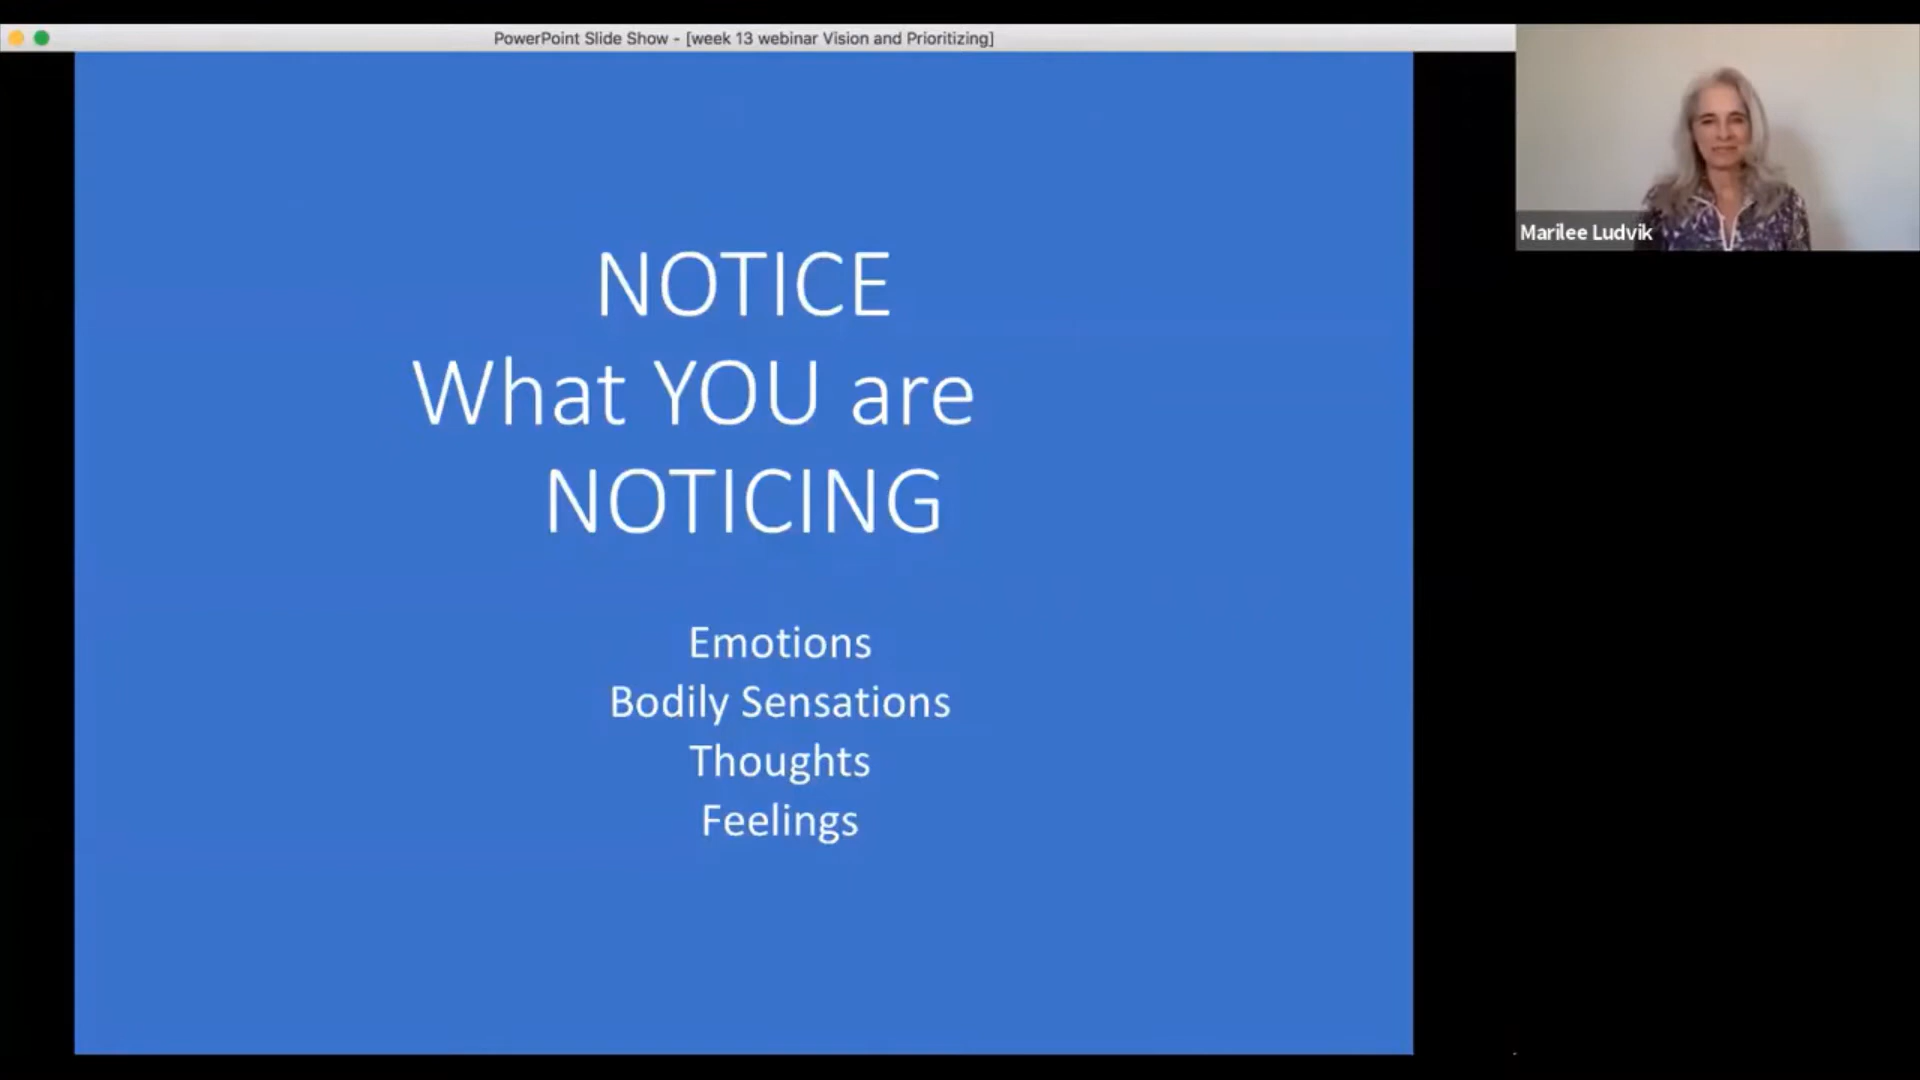 PowerPoint Slide Show - [week 13 webinar Vision and Prioritizing]
NOTICE
What YOU are
NOTICING
Emotions
Bodily Sensations
Thoughts
Feelings
Marilee Ludvik